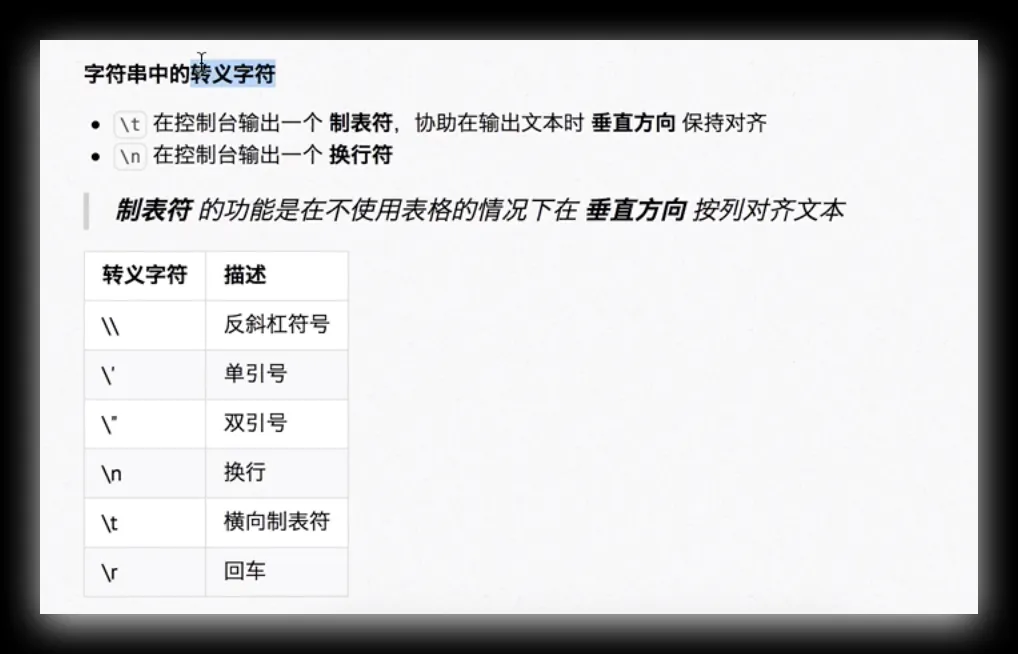 字符串中的转义字符
\t 在控制台输出一个 制表符，协助在输出文本时 垂直方向 保持对齐
\n 在控制台输出一个 换行符
制表符 的功能是在不使用表格的情况下在 垂直方向 按列对齐文本
转义字符 描述
\\ 反斜杠符号
\' 单引号
\" 双引号
\n 换行
\t 横向制表符
\r 回车